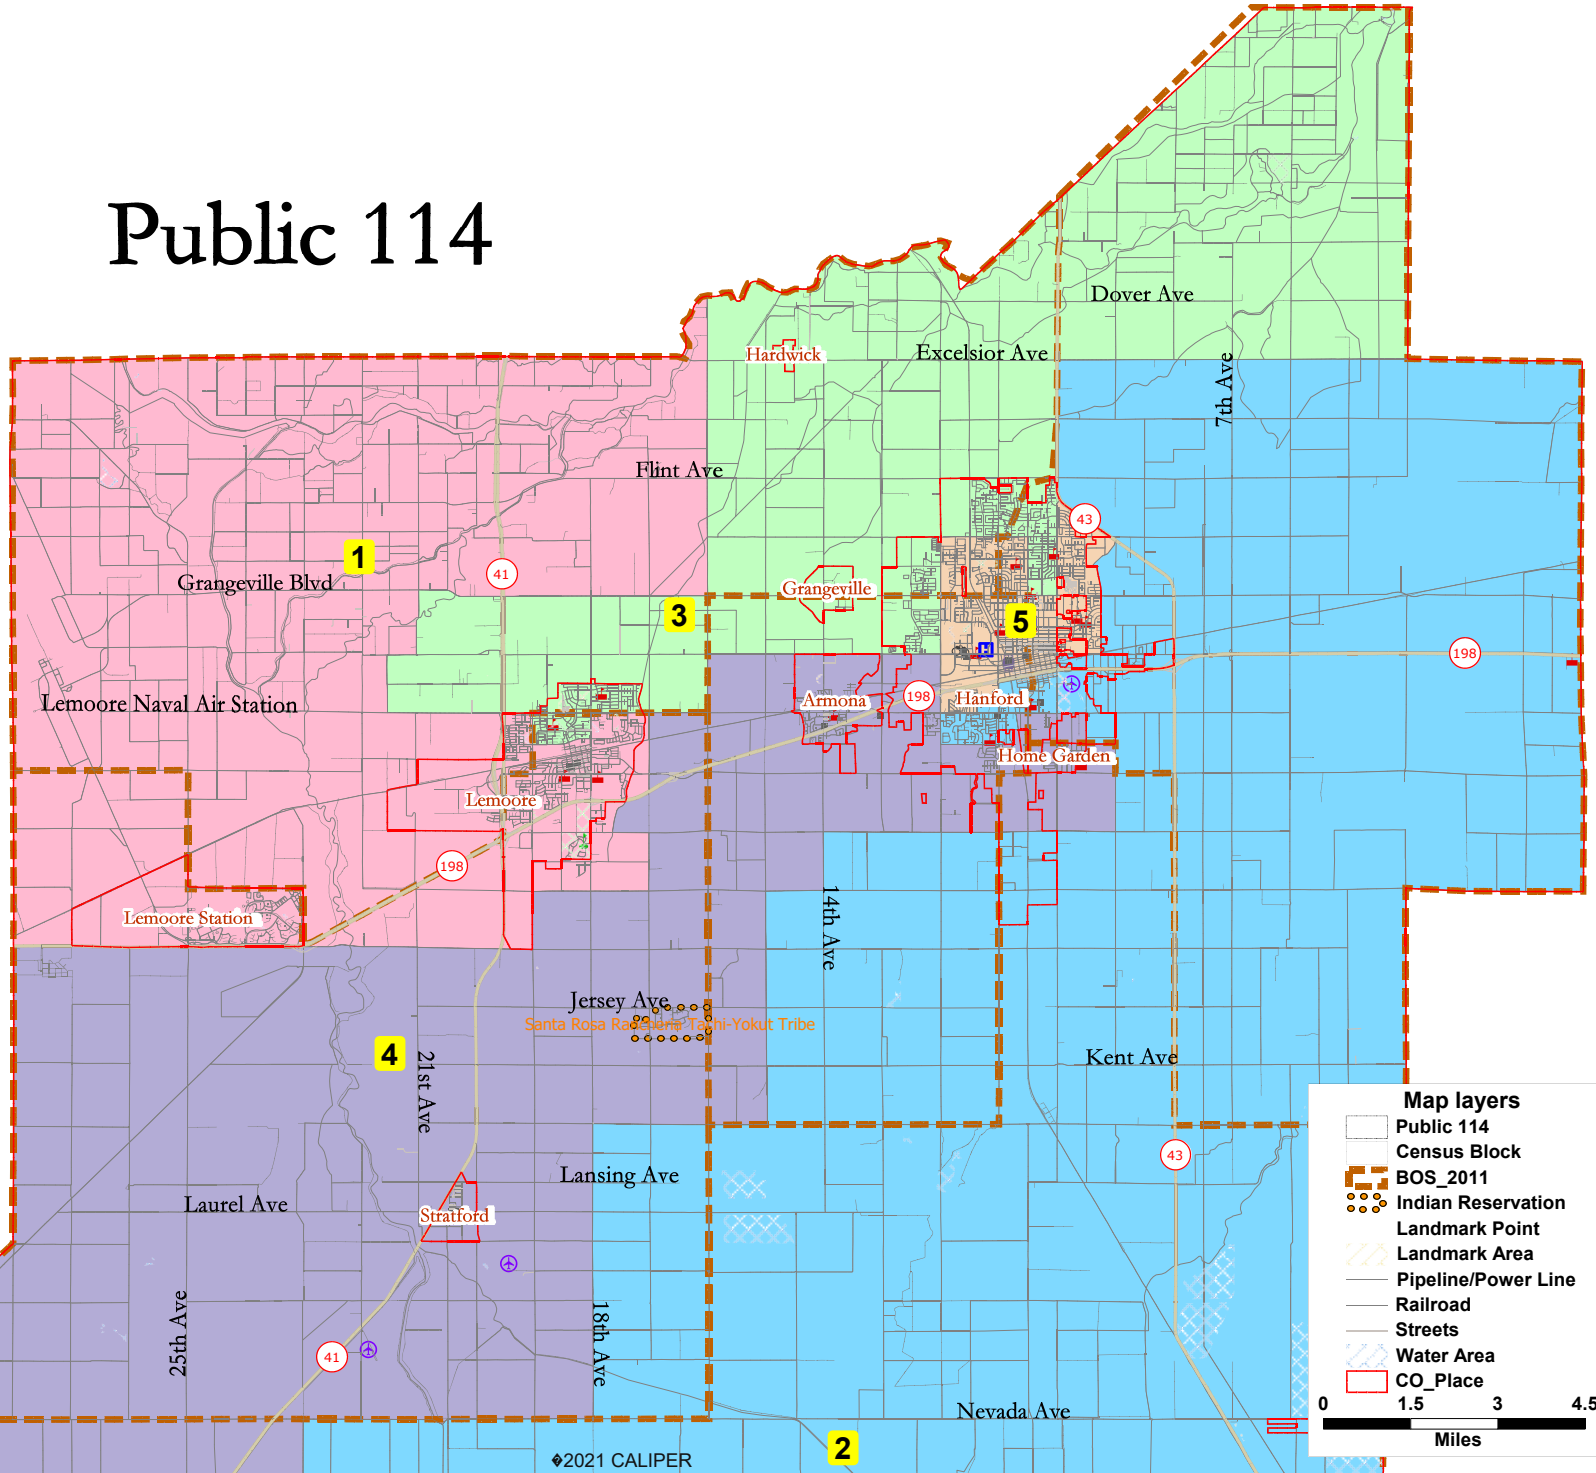 Public 114
Dover Ave
Hardwick
Excelsior Ave
7th Ave
Flint Ave
43
1
41
Grangeville Blvd
Grangeville
3
5
H
198
Lemoore Naval Air Station
Armona
198
Hanford
Home Garden
Lemoore
198
Lemoore Station
14th Ave
Jersey Ave
Santa Rosa Rancheria Tachi-Yokut Tribe
4
21st Ave
Kent Ave
43
Lansing Ave
Laurel Ave
Stratford
25th Ave
18th Ave
41
Nevada Ave
2
�2021 CALIPER
Map layers
Public 114
Census Block
BOS_2011
Indian Reservation
Landmark Point
Landmark Area
Pipeline/Power Line
Railroad
Streets
Water Area
CO_Place
0 1.5 3 4.5
Miles